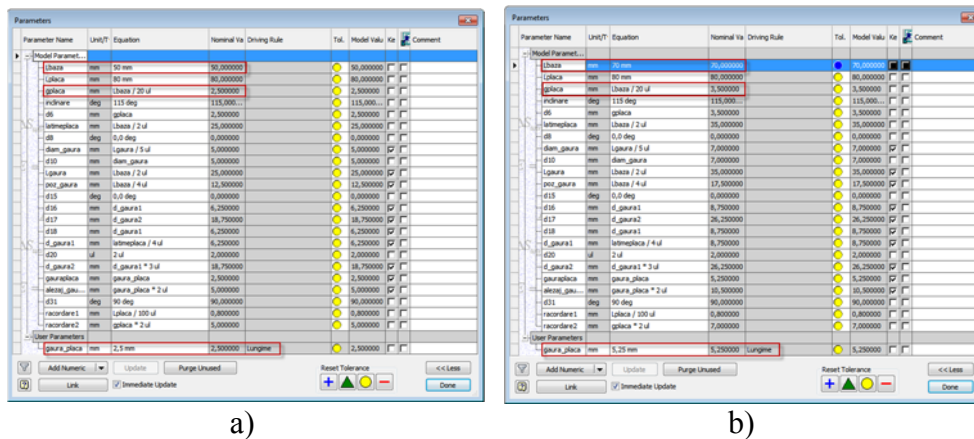 Parameters
Parameter Name Unit/T Equation Nominal Va Driving Rule Tol. Model Valu Ke Comment
Model Paramet...
Lbaza mm 50 mm 50,000000 50,000000
Lplaca mm 80 mm 80,000000 80,000000
gplaca mm Lbaza / 20 ul 2,500000 2,500000
inclinare deg 115 deg 115,000... 115,000...
d6 mm gplaca 2,500000 2,500000
latimeplaca mm Lbaza / 2 ul 25,000000 25,000000
d8 deg 0,0 deg 0,000000 0,000000
diam_gaura mm Lgaura / 5 ul 5,000000 5,000000
d10 mm diam_gaura 5,000000 5,000000
Lgaura mm Lbaza / 2 ul 25,000000 25,000000
poz_gaura mm Lbaza / 4 ul 12,500000 12,500000
d15 deg 0,0 deg 0,000000 0,000000
d16 mm d_gaura1 6,250000 6,250000
d17 mm d_gaura2 18,750000 18,750000
d18 mm d_gaura1 6,250000 6,250000
d_gaura1 mm latimeplaca / 4 ul 6,250000 6,250000
d20 ul 2 ul 2,000000 2,000000
d_gaura2 mm d_gaura1 * 3 ul 18,750000 18,750000
gauraplaca mm gaura_placa 2,500000 2,500000
alezaj_gau... mm gaura_placa * 2 ul 5,000000 5,000000
d31 deg 90 deg 90,000000 90,000000
racordare1 mm Lplaca / 100 ul 0,800000 0,800000
racordare2 mm gplaca * 2 ul 5,000000 5,000000
User Parameters
gaura_placa mm 2,5 mm 2,500000 Lungime 2,500000
Add Numeric Update Purge Unused Reset Tolerance << Less
Link Immediate Update Done
a)
Parameters
Parameter Name Unit/T Equation Nominal Va Driving Rule Tol. Model Valu Ke Comment
Model Paramet...
Lbaza mm 70 mm 70,000000 70,000000
Lplaca mm 80 mm 80,000000 80,000000
gplaca mm Lbaza / 20 ul 3,500000 3,500000
inclinare deg 115 deg 115,000... 115,000...
d6 mm gplaca 3,500000 3,500000
latimeplaca mm Lbaza / 2 ul 35,000000 35,000000
d8 deg 0,0 deg 0,000000 0,000000
diam_gaura mm Lgaura / 5 ul 7,000000 7,000000
d10 mm diam_gaura 7,000000 7,000000
Lgaura mm Lbaza / 2 ul 35,000000 35,000000
poz_gaura mm Lbaza / 4 ul 17,500000 17,500000
d15 deg 0,0 deg 0,000000 0,000000
d16 mm d_gaura1 8,750000 8,750000
d17 mm d_gaura2 26,250000 26,250000
d18 mm d_gaura1 8,750000 8,750000
d_gaura1 mm latimeplaca / 4 ul 8,750000 8,750000
d20 ul 2 ul 2,000000 2,000000
d_gaura2 mm d_gaura1 * 3 ul 26,250000 26,250000
gauraplaca mm gaura_placa 5,250000 5,250000
alezaj_gau... mm gaura_placa * 2 ul 10,500000 10,500000
d31 deg 90 deg 90,000000 90,000000
racordare1 mm Lplaca / 100 ul 0,800000 0,800000
racordare2 mm gplaca * 2 ul 7,000000 7,000000
User Parameters
gaura_placa mm 5,25 mm 5,250000 Lungime 5,250000
Add Numeric Update Purge Unused Reset Tolerance << Less
Link Immediate Update Done
b)